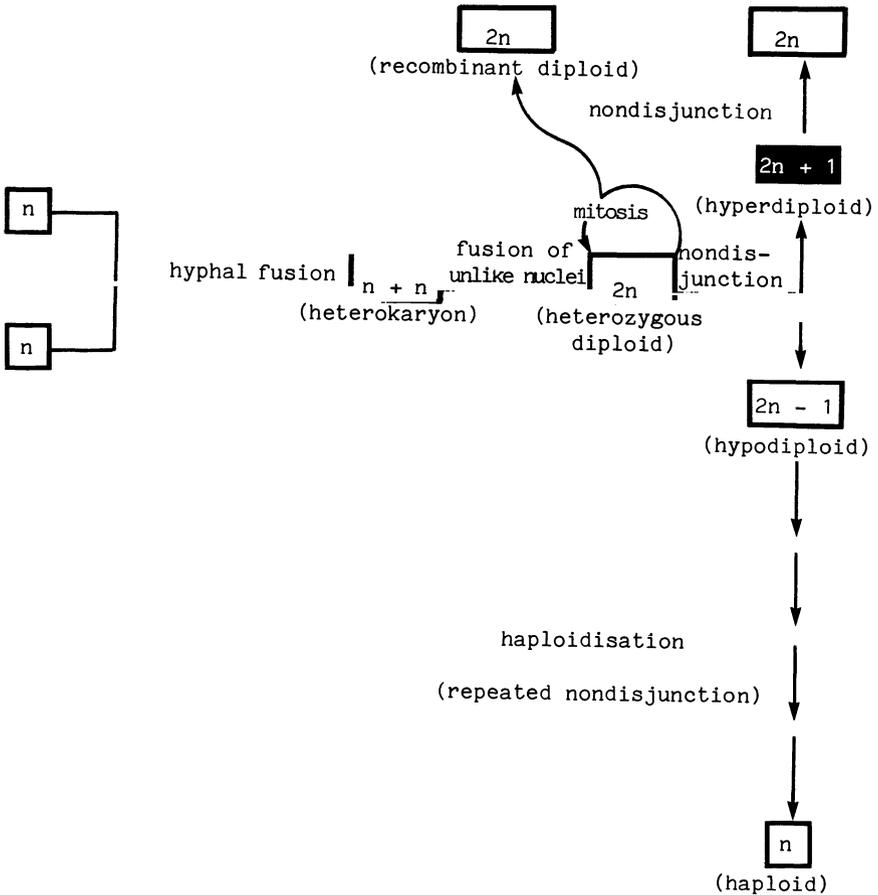 2n
2n
(recombinant diploid)
nondisjunction
2n + 1
(hyperdiploid)
n
mitosis
fusion of
unlike nuclei
nondis-
junction
hyphal fusion
n + n
2n
(heterokaryon)
(heterozygous
diploid)
n
2n - 1
(hypodiploid)
haploidisation
(repeated nondisjunction)
n
(haploid)